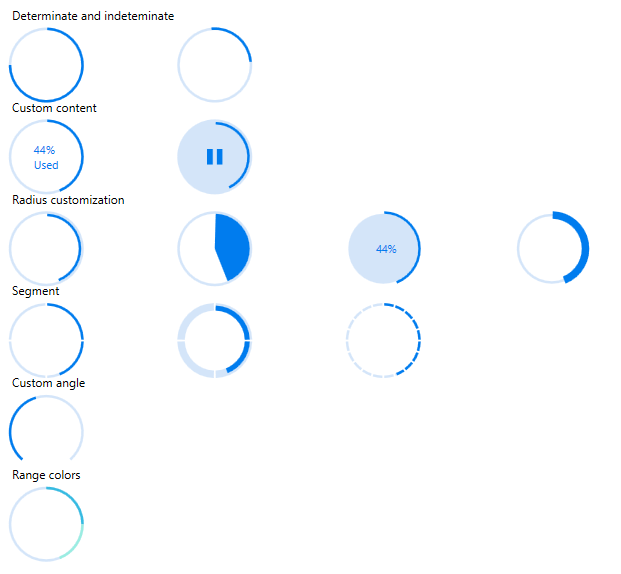 Determinate and indeteminate
Custom content
44%
Used
Radius customization
44%
Segment
Custom angle
Range colors